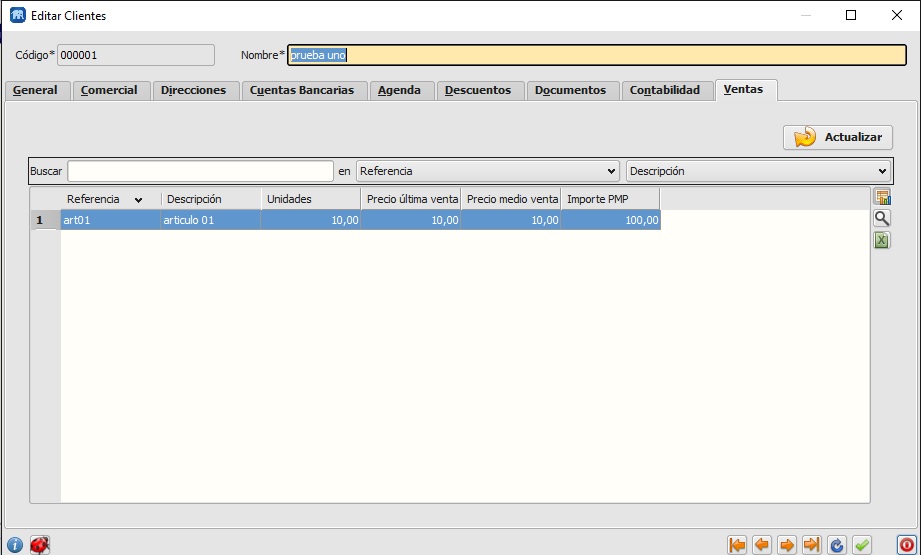 Editar Clientes
Código* 000001 Nombre* prueba uno
General Comercial Direcciones Cuentas Bancarias Agenda Descuentos Documentos Contabilidad Ventas
Actualizar
Buscar en Referencia Descripción
Referencia Descripción Unidades Precio última venta Precio medio venta Importe PMP
1 art01 articulo 01 10,00 10,00 10,00 100,00